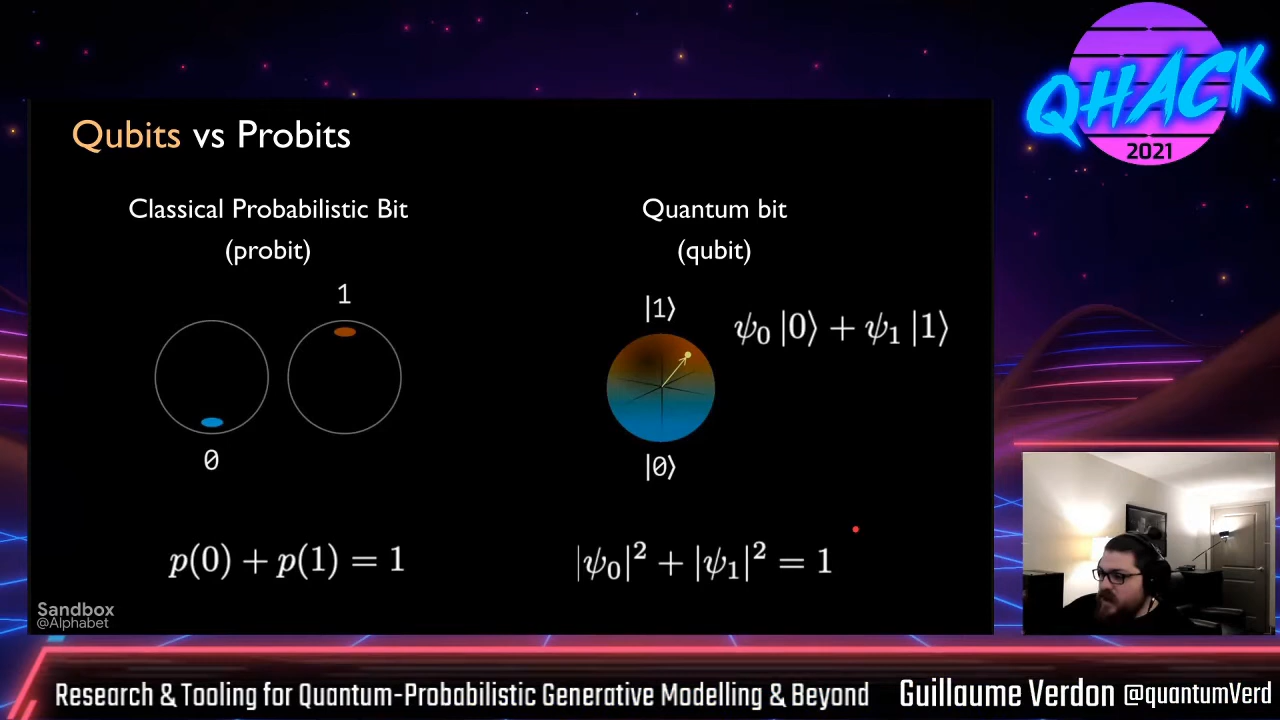 QHACK
2021
Qubits vs Probits
Classical Probabilistic Bit
(probit)
1
0
p(0) + p(1) = 1
Quantum bit
(qubit)
|1⟩
ψ₀ |0⟩ + ψ₁ |1⟩
|0⟩
|ψ₀|² + |ψ₁|² = 1
Sandbox
@Alphabet
Research & Tooling for Quantum-Probabilistic Generative Modelling & Beyond
Guillaume Verdon @quantumVerd